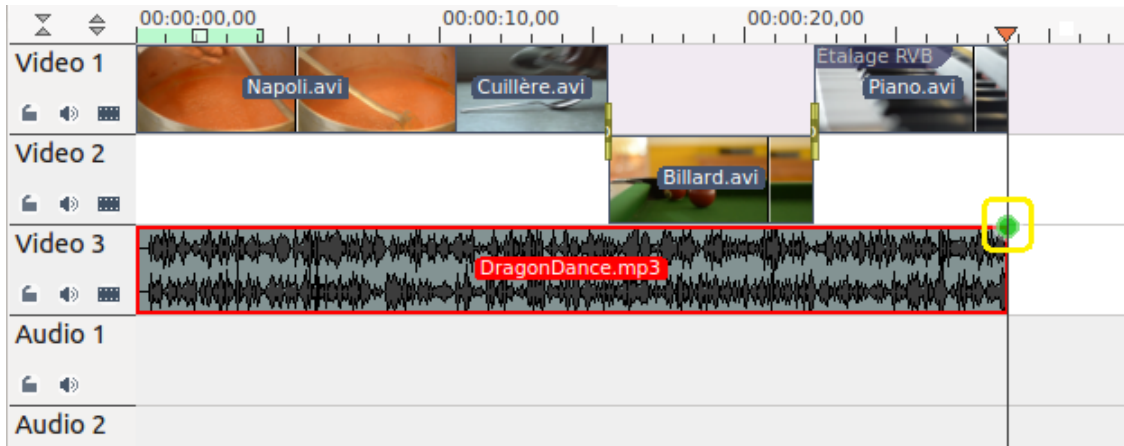 00:00:00,00 00:00:10,00 00:00:20,00
Video 1
Etalage RVB
Napoli.avi Cuillère.avi Piano.avi
Video 2
Billard.avi
Video 3
DragonDance.mp3
Audio 1
Audio 2